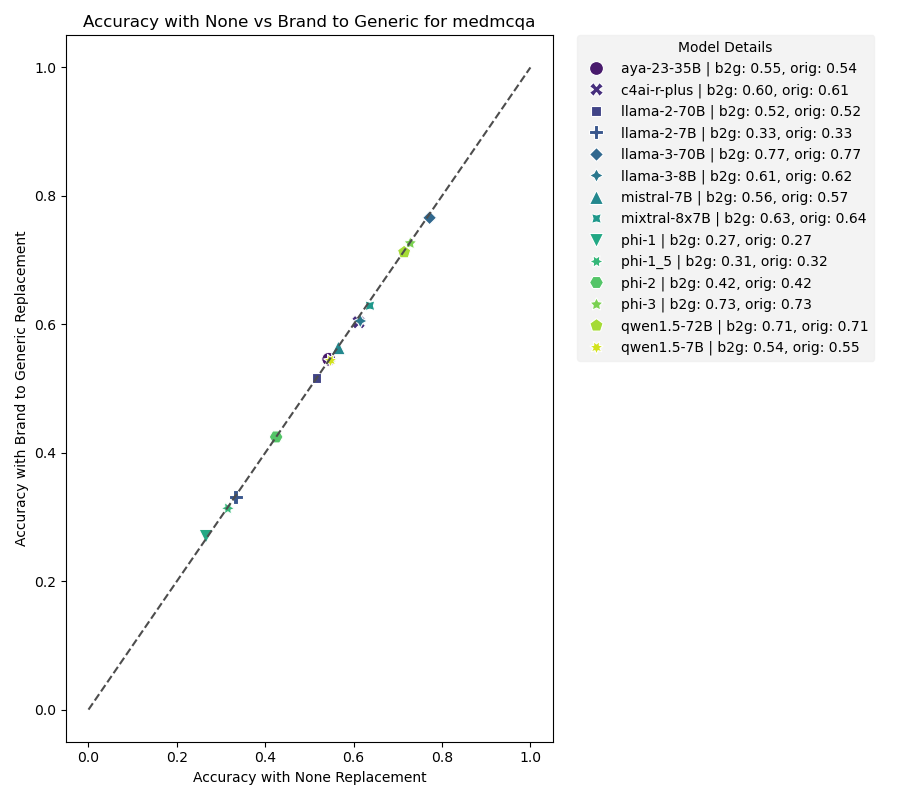 Accuracy with None vs Brand to Generic for medmcqa
Accuracy with Brand to Generic Replacement
1.0
0.8
0.6
0.4
0.2
0.0
0.0 0.2 0.4 0.6 0.8 1.0
Accuracy with None Replacement
Model Details
aya-23-35B | b2g: 0.55, orig: 0.54
c4ai-r-plus | b2g: 0.60, orig: 0.61
llama-2-70B | b2g: 0.52, orig: 0.52
llama-2-7B | b2g: 0.33, orig: 0.33
llama-3-70B | b2g: 0.77, orig: 0.77
llama-3-8B | b2g: 0.61, orig: 0.62
mistral-7B | b2g: 0.56, orig: 0.57
mixtral-8x7B | b2g: 0.63, orig: 0.64
phi-1 | b2g: 0.27, orig: 0.27
phi-1_5 | b2g: 0.31, orig: 0.32
phi-2 | b2g: 0.42, orig: 0.42
phi-3 | b2g: 0.73, orig: 0.73
qwen1.5-72B | b2g: 0.71, orig: 0.71
qwen1.5-7B | b2g: 0.54, orig: 0.55